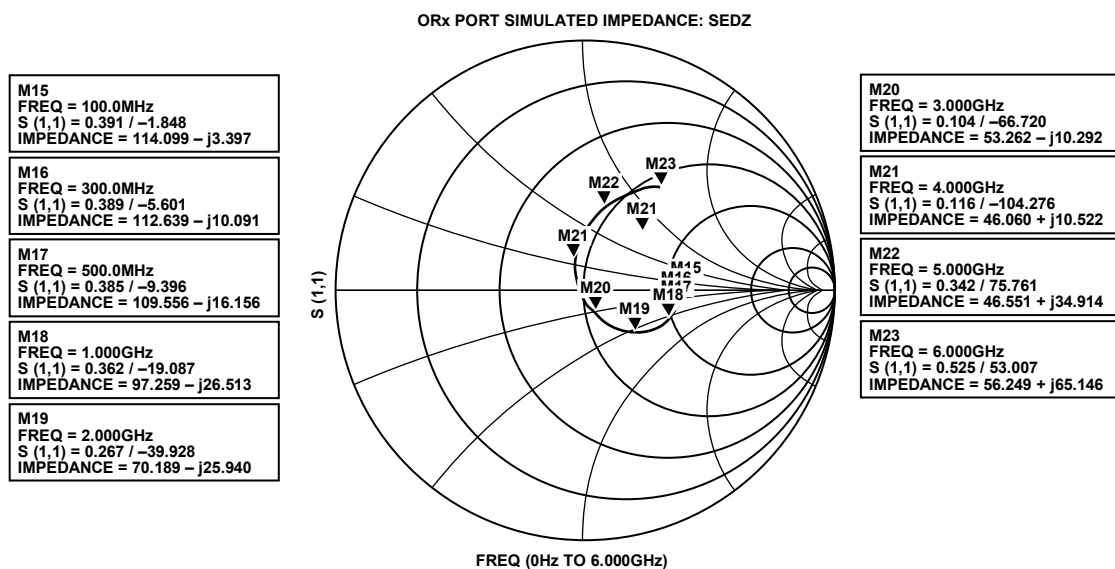 ORx PORT SIMULATED IMPEDANCE: SEDZ
M15
FREQ = 100.0MHz
S (1,1) = 0.391 / –1.848
IMPEDANCE = 114.099 – j3.397
M16
FREQ = 300.0MHz
S (1,1) = 0.389 / –5.601
IMPEDANCE = 112.639 – j10.091
M17
FREQ = 500.0MHz
S (1,1) = 0.385 / –9.396
IMPEDANCE = 109.556 – j16.156
M18
FREQ = 1.000GHz
S (1,1) = 0.362 / –19.087
IMPEDANCE = 97.259 – j26.513
M19
FREQ = 2.000GHz
S (1,1) = 0.267 / –39.928
IMPEDANCE = 70.189 – j25.940
S (1,1)
M23
M22
M21
M21
M15
M16
M17
M20
M18
M19
FREQ (0Hz TO 6.000GHz)
M20
FREQ = 3.000GHz
S (1,1) = 0.104 / –66.720
IMPEDANCE = 53.262 – j10.292
M21
FREQ = 4.000GHz
S (1,1) = 0.116 / –104.276
IMPEDANCE = 46.060 + j10.522
M22
FREQ = 5.000GHz
S (1,1) = 0.342 / 75.761
IMPEDANCE = 46.551 + j34.914
M23
FREQ = 6.000GHz
S (1,1) = 0.525 / 53.007
IMPEDANCE = 56.249 + j65.146